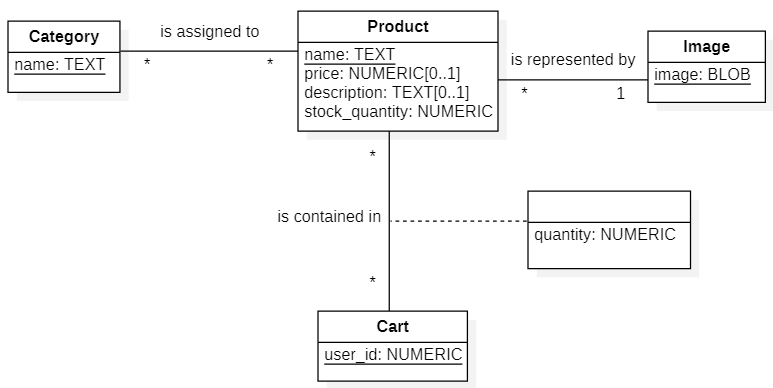 Category
name: TEXT
is assigned to
*
*
Product
name: TEXT
price: NUMERIC[0..1]
description: TEXT[0..1]
stock_quantity: NUMERIC
is represented by
*
1
Image
image: BLOB
*
is contained in
quantity: NUMERIC
*
Cart
user_id: NUMERIC